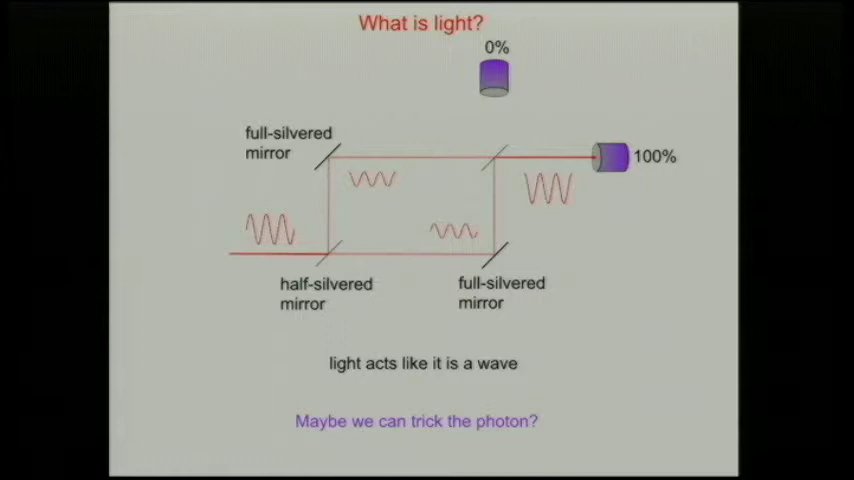 What is light?
0%
full-silvered
mirror
100%
half-silvered
mirror
full-silvered
mirror
light acts like it is a wave
Maybe we can trick the photon?